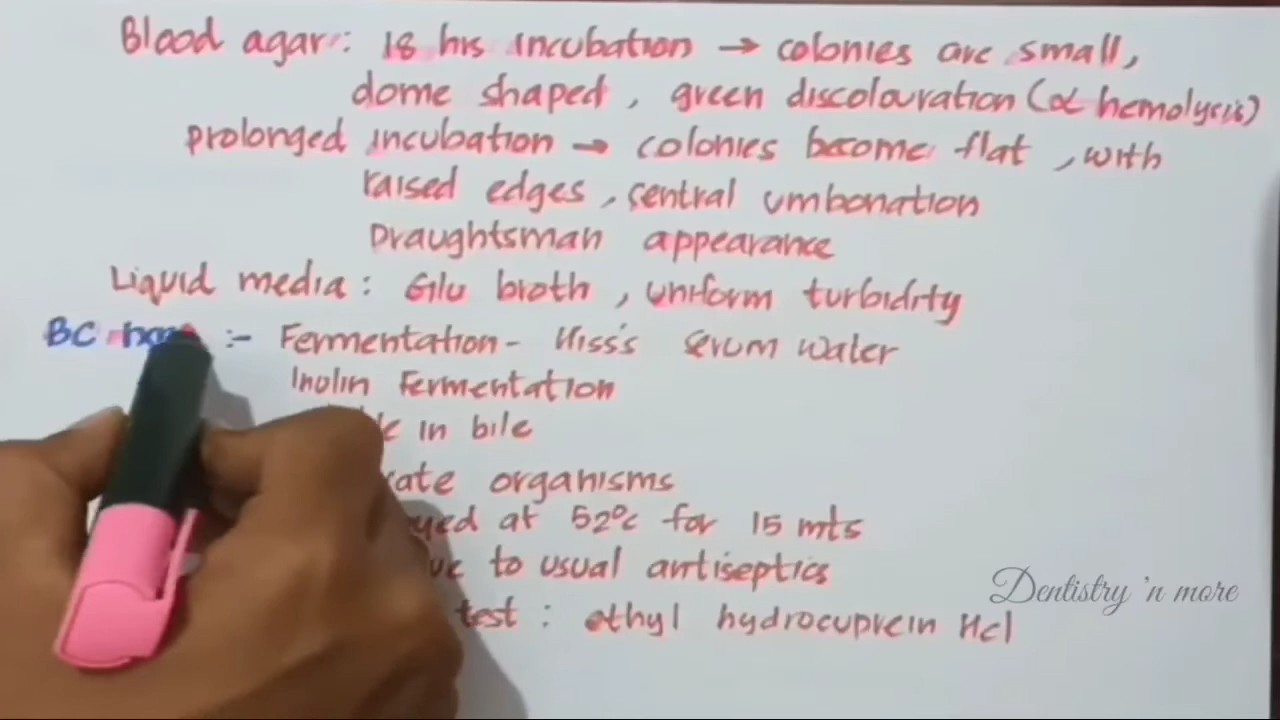 Blood agar: 18 hrs incubation → colonies are small,
dome shaped, green discolouration (α hemolysis)
prolonged incubation → colonies become flat, with
raised edges, central umbonation
Draughtsman appearance
Liquid media: Glu broth, uniform turbidity
BC :- Fermentation - Hiss's serum water
Inulin Fermentation
in bile
organisms
at 52°C for 15 mts
to usual antiseptics
test : ethyl hydrocuprein Hcl
Dentistry 'n more